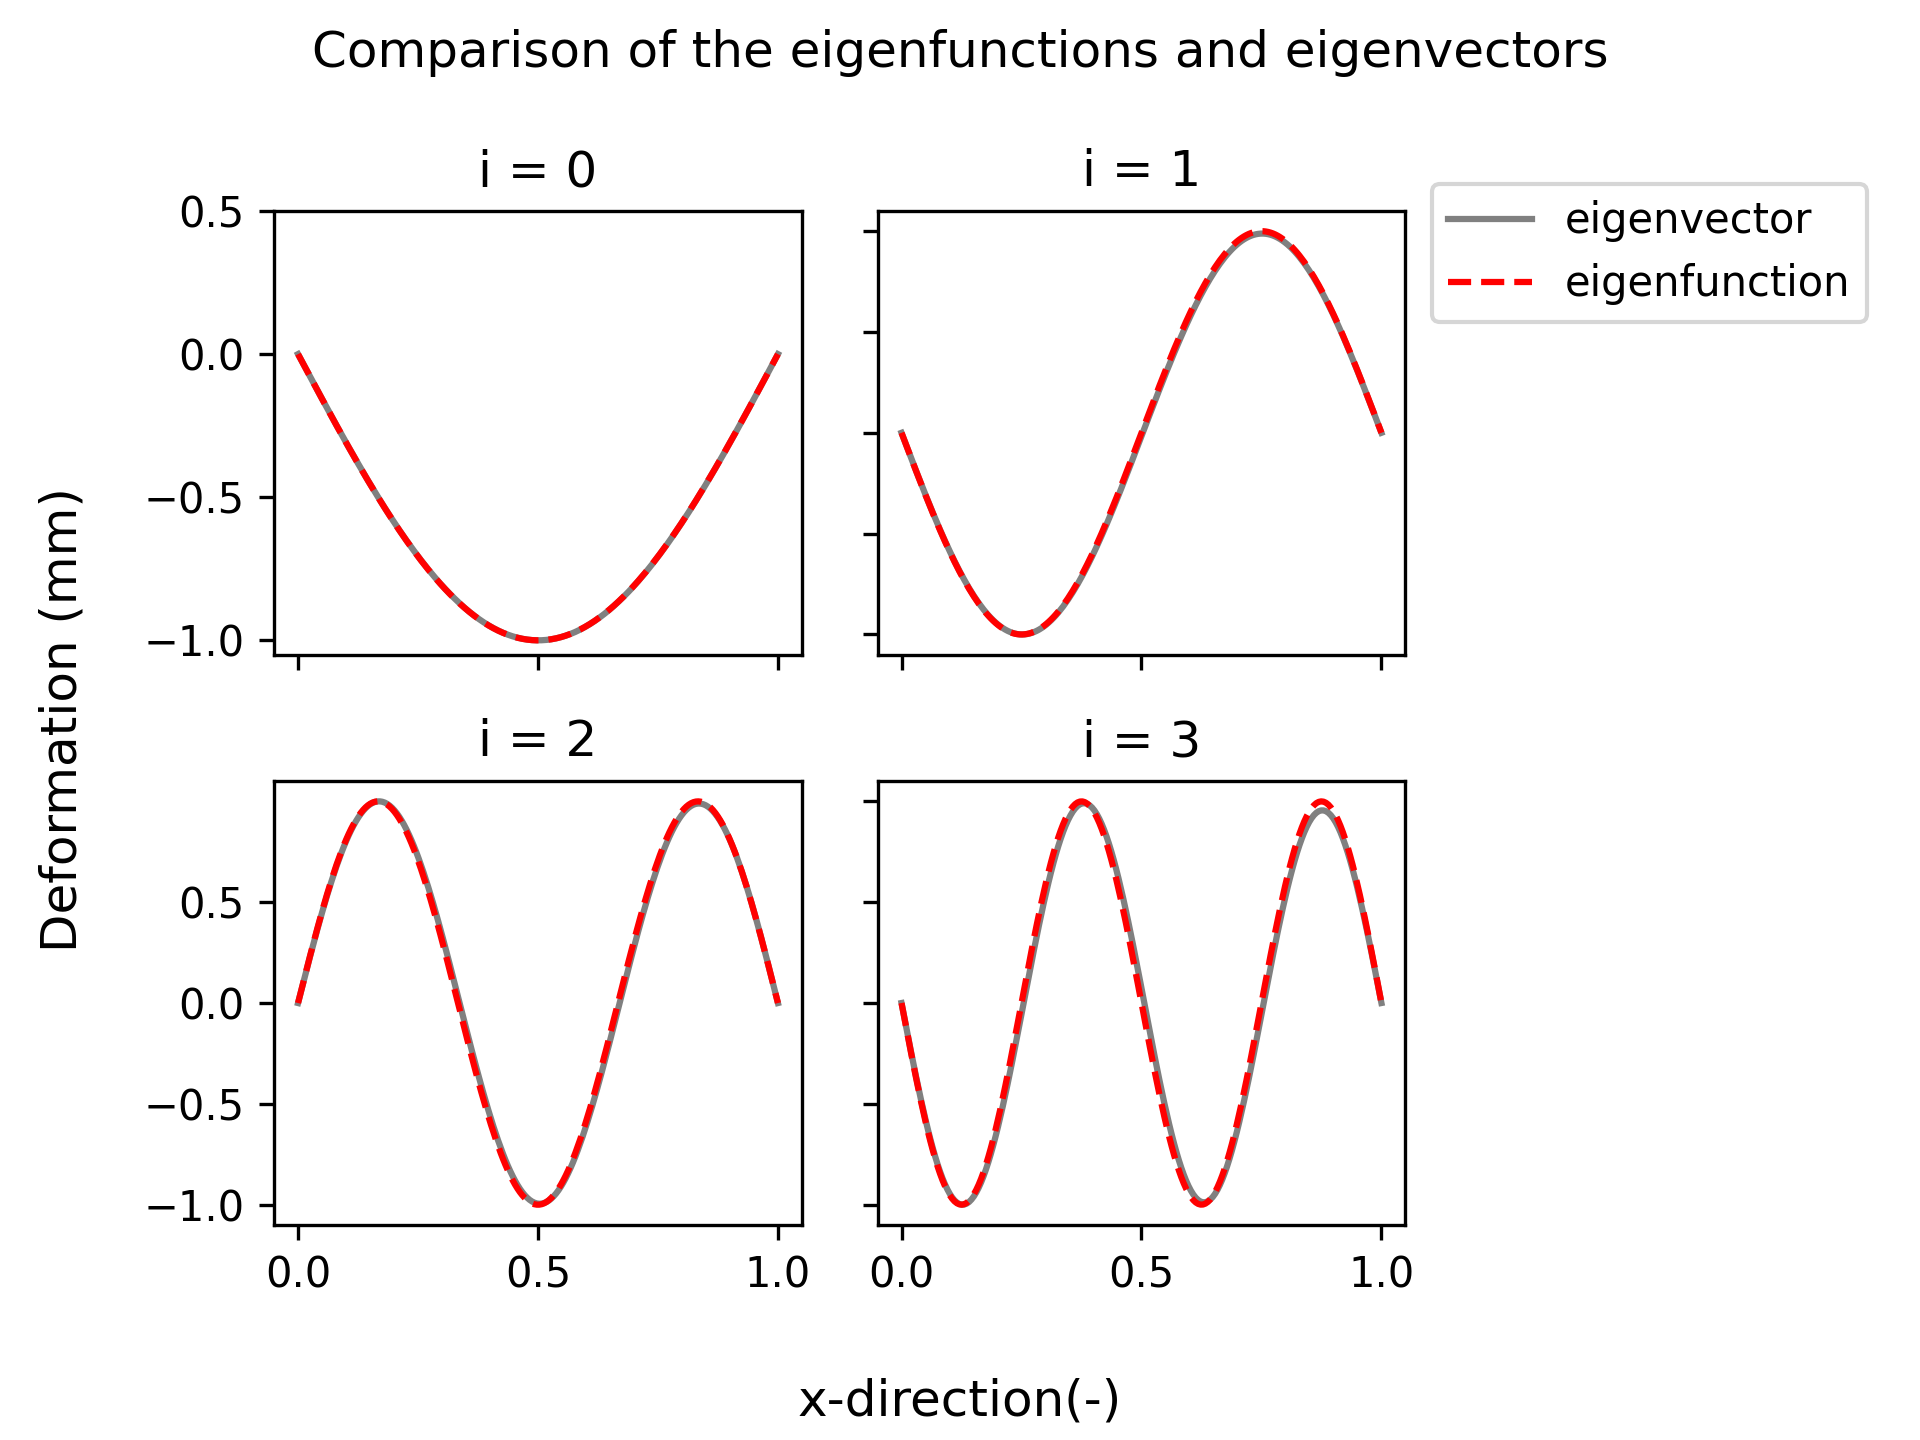 Comparison of the eigenfunctions and eigenvectors
i = 0
i = 1
eigenvector
eigenfunction
0.5
0.0
−0.5
−1.0
Deformation (mm)
i = 2
i = 3
0.5
0.0
−0.5
−1.0
0.0 0.5 1.0
0.0 0.5 1.0
x-direction(-)